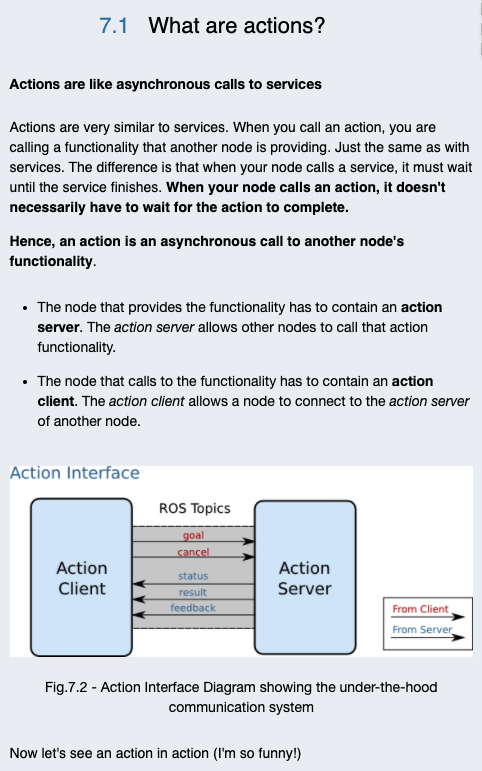 7.1 What are actions?
Actions are like asynchronous calls to services
Actions are very similar to services. When you call an action, you are
calling a functionality that another node is providing. Just the same as with
services. The difference is that when your node calls a service, it must wait
until the service finishes. When your node calls an action, it doesn't
necessarily have to wait for the action to complete.
Hence, an action is an asynchronous call to another node's
functionality.
• The node that provides the functionality has to contain an action
server. The action server allows other nodes to call that action
functionality.
• The node that calls to the functionality has to contain an action
client. The action client allows a node to connect to the action server
of another node.
Action Interface
ROS Topics
Action
Client
goal
cancel
status
result
feedback
Action
Server
From Client
From Server
Fig.7.2 - Action Interface Diagram showing the under-the-hood
communication system
Now let's see an action in action (I'm so funny!)